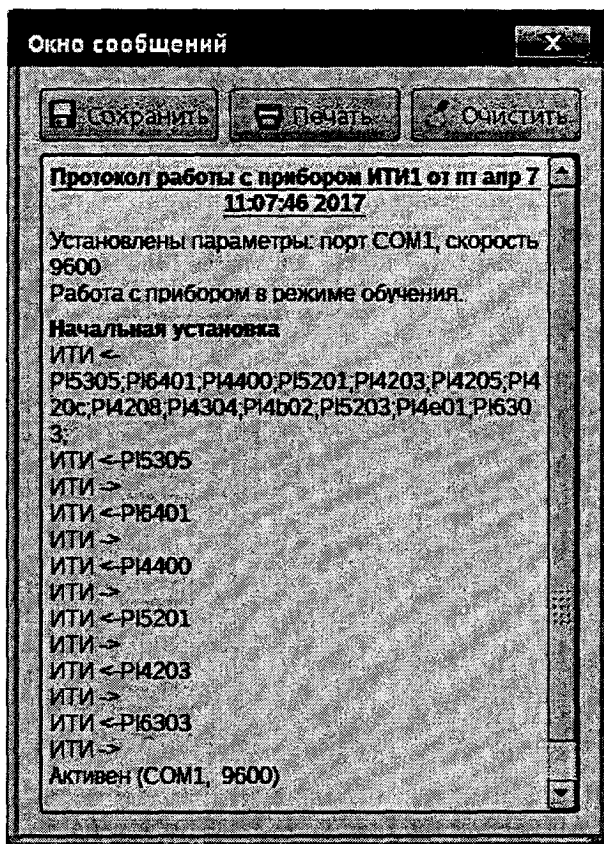 Окно сообщений
Сохранить Печать Очистить
Протокол работы с прибором ИТИ1 от пт апр 7
11:07:46 2017
Установлены параметры: порт COM1, скорость
9600
Работа с прибором в режиме обучения.
Начальная установка
ИТИ <-
PI5305;PI6401;PI4400;PI5201;PI4203;PI4205;PI4
20c;PI4208;PI4304;PI4b02;PI5203;PI4e01;PI630
3;
ИТИ <-PI5305
ИТИ ->
ИТИ <-PI6401
ИТИ ->
ИТИ <-PI4400
ИТИ ->
ИТИ <-PI5201
ИТИ ->
ИТИ <-PI4203
ИТИ ->
ИТИ <-PI6303
ИТИ ->
Активен (COM1, 9600)